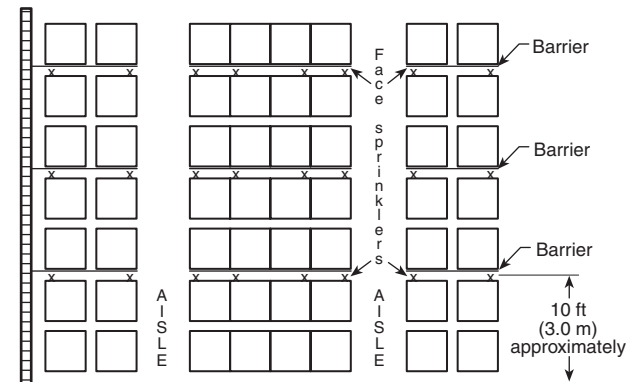 Face sprinklers
Barrier
Barrier
Barrier
AISLE
AISLE
10 ft
(3.0 m)
approximately
x x x x x x x x
x x x x x x x x
x x x x x x x x